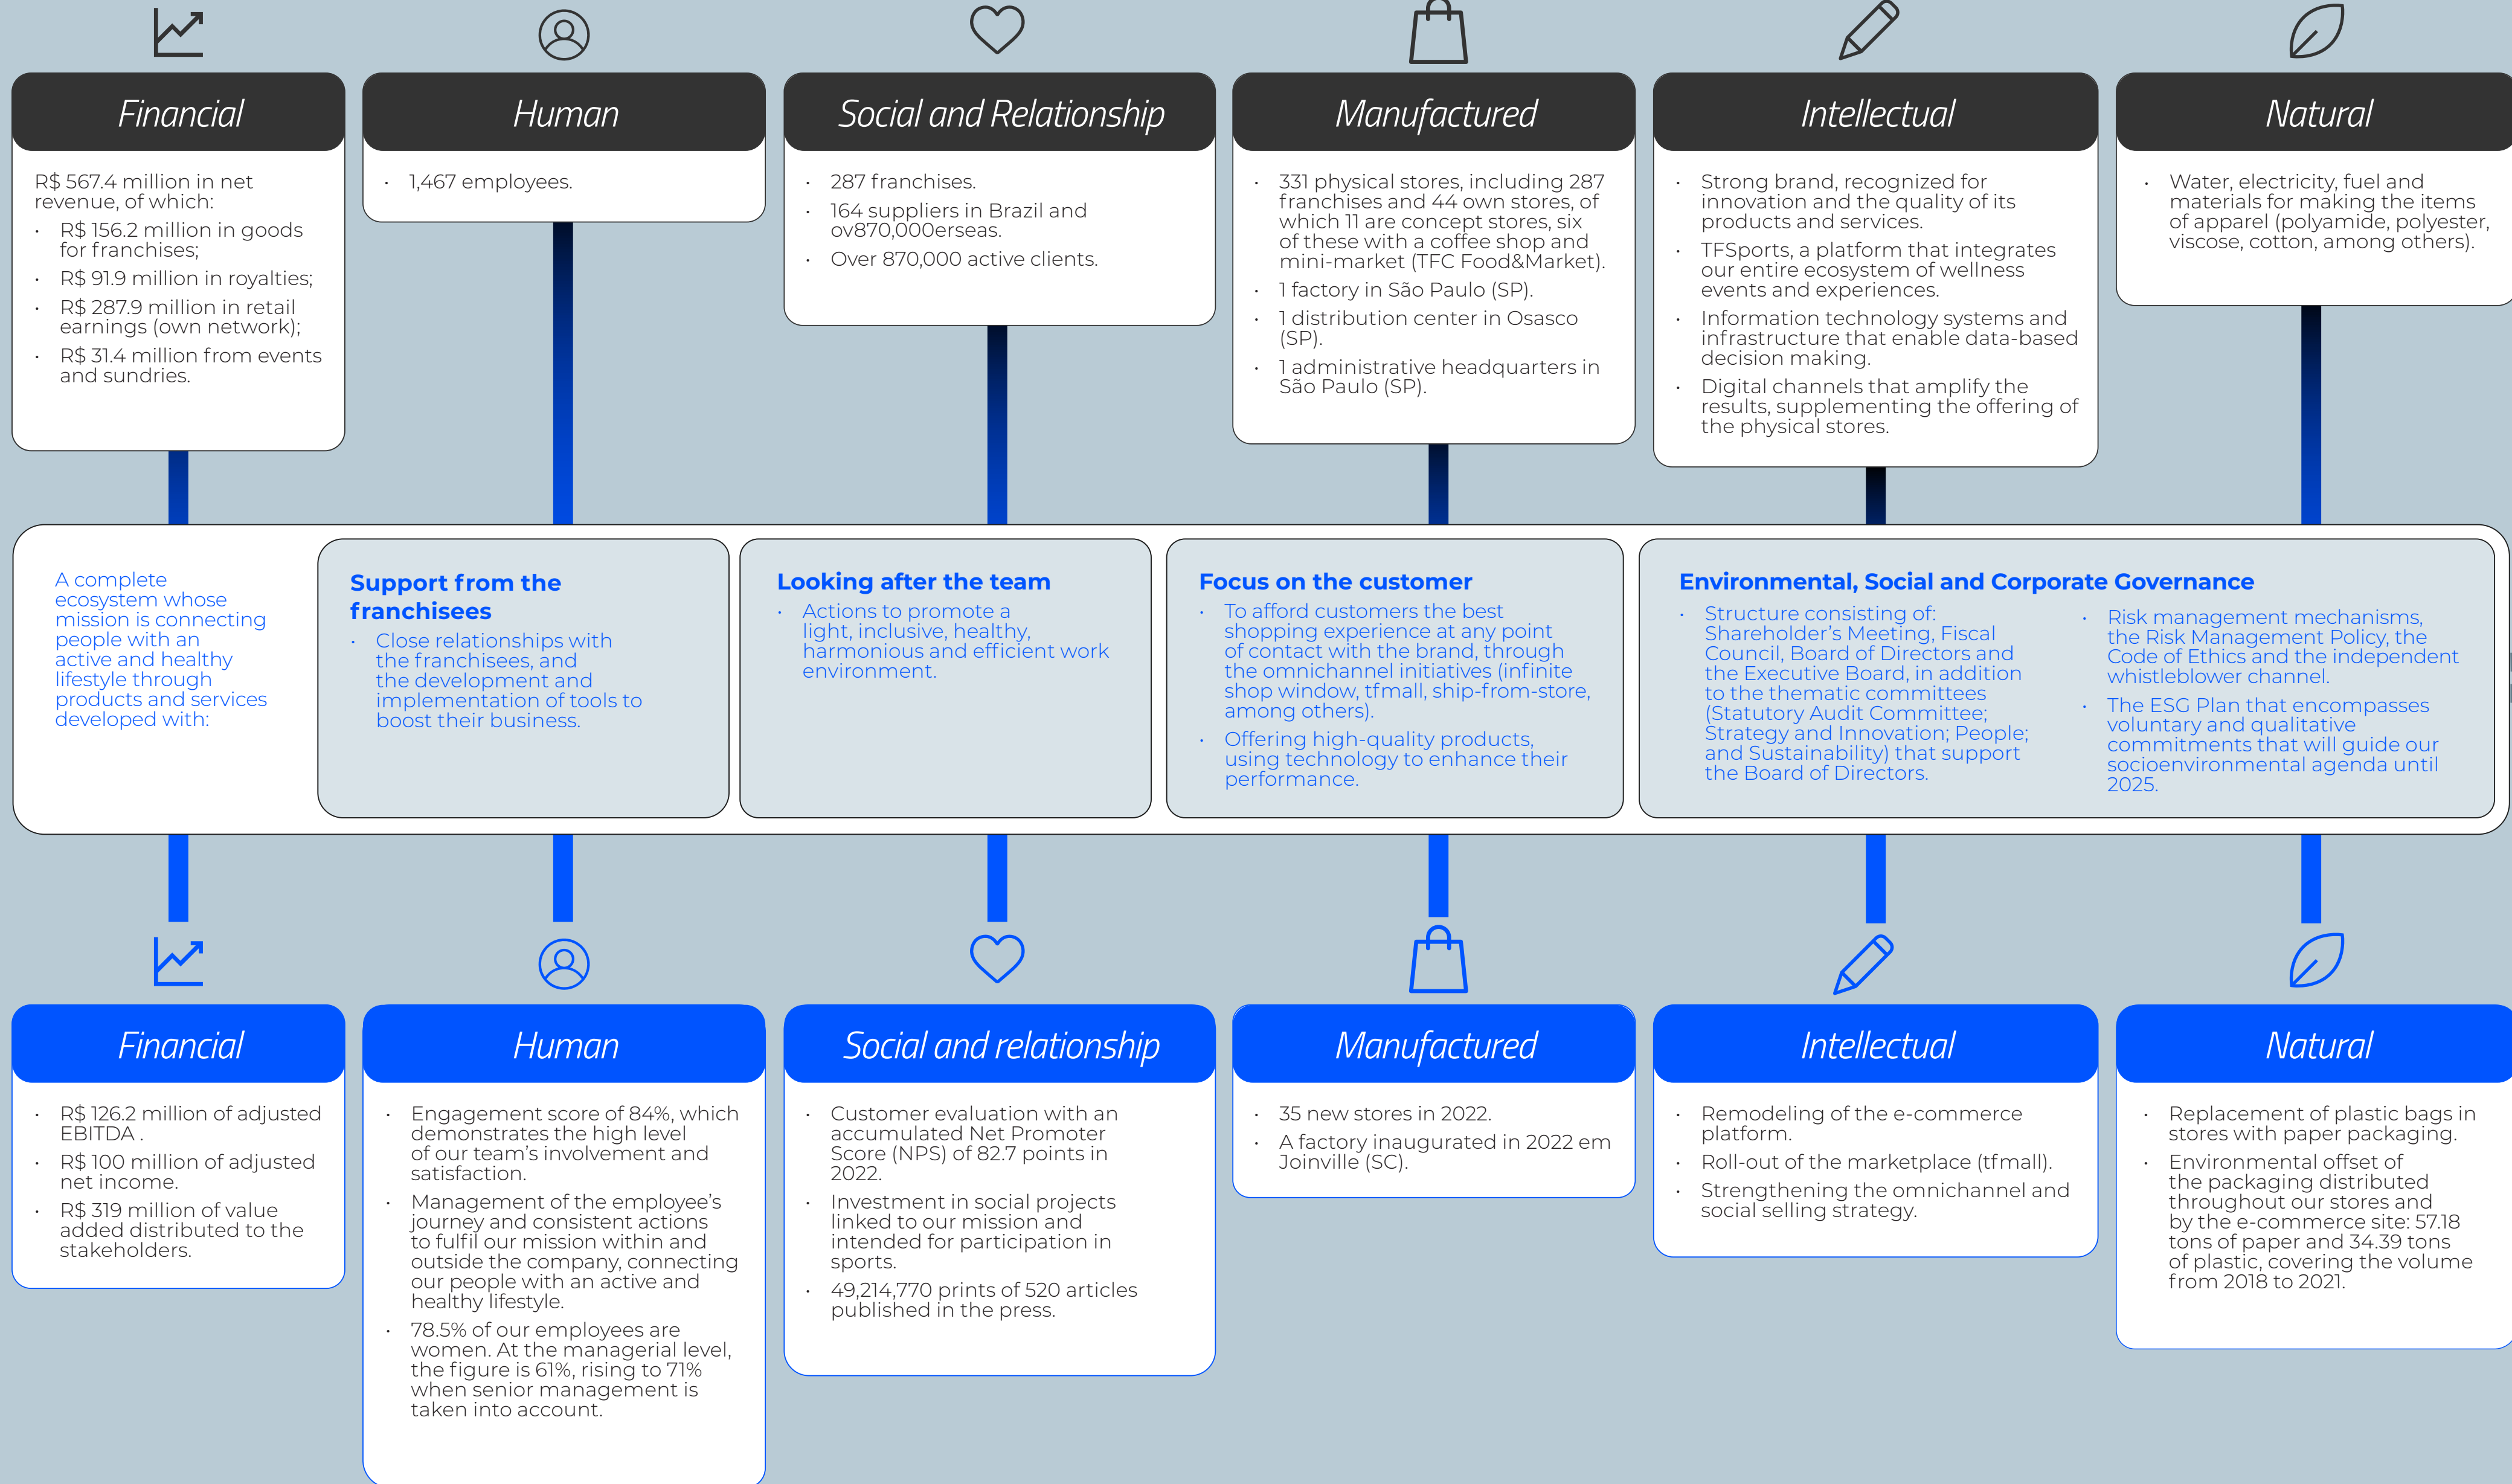 Financial
R$ 567.4 million in net
revenue, of which:
• R$ 156.2 million in goods
for franchises;
• R$ 91.9 million in royalties;
• R$ 287.9 million in retail
earnings (own network);
• R$ 31.4 million from events
and sundries.
Human
• 1,467 employees.
Social and Relationship
• 287 franchises.
• 164 suppliers in Brazil and
ov870,000erseas.
• Over 870,000 active clients.
Manufactured
• 331 physical stores, including 287
franchises and 44 own stores, of
which 11 are concept stores, six
of these with a coffee shop and
mini-market (TFC Food&Market).
• 1 factory in São Paulo (SP).
• 1 distribution center in Osasco
(SP).
• 1 administrative headquarters in
São Paulo (SP).
Intellectual
• Strong brand, recognized for
innovation and the quality of its
products and services.
• TFSports, a platform that integrates
our entire ecosystem of wellness
events and experiences.
• Information technology systems and
infrastructure that enable data-based
decision making.
• Digital channels that amplify the
results, supplementing the offering of
the physical stores.
Natural
• Water, electricity, fuel and
materials for making the items
of apparel (polyamide, polyester,
viscose, cotton, among others).
A complete
ecosystem whose
mission is connecting
people with an
active and healthy
lifestyle through
products and services
developed with:
Support from the
franchisees
• Close relationships with
the franchisees, and
the development and
implementation of tools to
boost their business.
Looking after the team
• Actions to promote a
light, inclusive, healthy,
harmonious and efficient work
environment.
Focus on the customer
• To afford customers the best
shopping experience at any point
of contact with the brand, through
the omnichannel initiatives (infinite
shop window, tfmall, ship-from-store,
among others).
• Offering high-quality products,
using technology to enhance their
performance.
Environmental, Social and Corporate Governance
• Structure consisting of:
Shareholder's Meeting, Fiscal
Council, Board of Directors and
the Executive Board, in addition
to the thematic committees
(Statutory Audit Committee;
Strategy and Innovation; People;
and Sustainability) that support
the Board of Directors.
• Risk management mechanisms,
the Risk Management Policy, the
Code of Ethics and the independent
whistleblower channel.
• The ESG Plan that encompasses
voluntary and qualitative
commitments that will guide our
socioenvironmental agenda until
2025.
Financial
• R$ 126.2 million of adjusted
EBITDA .
• R$ 100 million of adjusted
net income.
• R$ 319 million of value
added distributed to the
stakeholders.
Human
• Engagement score of 84%, which
demonstrates the high level
of our team's involvement and
satisfaction.
• Management of the employee's
journey and consistent actions
to fulfil our mission within and
outside the company, connecting
our people with an active and
healthy lifestyle.
• 78.5% of our employees are
women. At the managerial level,
the figure is 61%, rising to 71%
when senior management is
taken into account.
Social and relationship
• Customer evaluation with an
accumulated Net Promoter
Score (NPS) of 82.7 points in
2022.
• Investment in social projects
linked to our mission and
intended for participation in
sports.
• 49,214,770 prints of 520 articles
published in the press.
Manufactured
• 35 new stores in 2022.
• A factory inaugurated in 2022 em
Joinville (SC).
Intellectual
• Remodeling of the e-commerce
platform.
• Roll-out of the marketplace (tfmall).
• Strengthening the omnichannel and
social selling strategy.
Natural
• Replacement of plastic bags in
stores with paper packaging.
• Environmental offset of
the packaging distributed
throughout our stores and
by the e-commerce site: 57.18
tons of paper and 34.39 tons
of plastic, covering the volume
from 2018 to 2021.